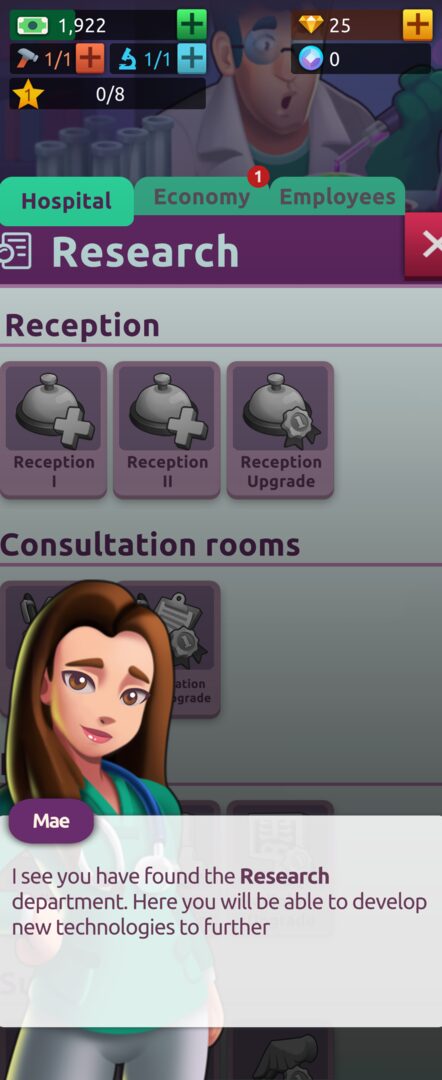 1,922
25
1/1
1/1
0
1
0/8
Hospital
Economy
1
Employees
Research
Reception
Reception
I
Reception
II
Reception
Upgrade
Consultation rooms
Mae
I see you have found the Research
department. Here you will be able to develop
new technologies to further